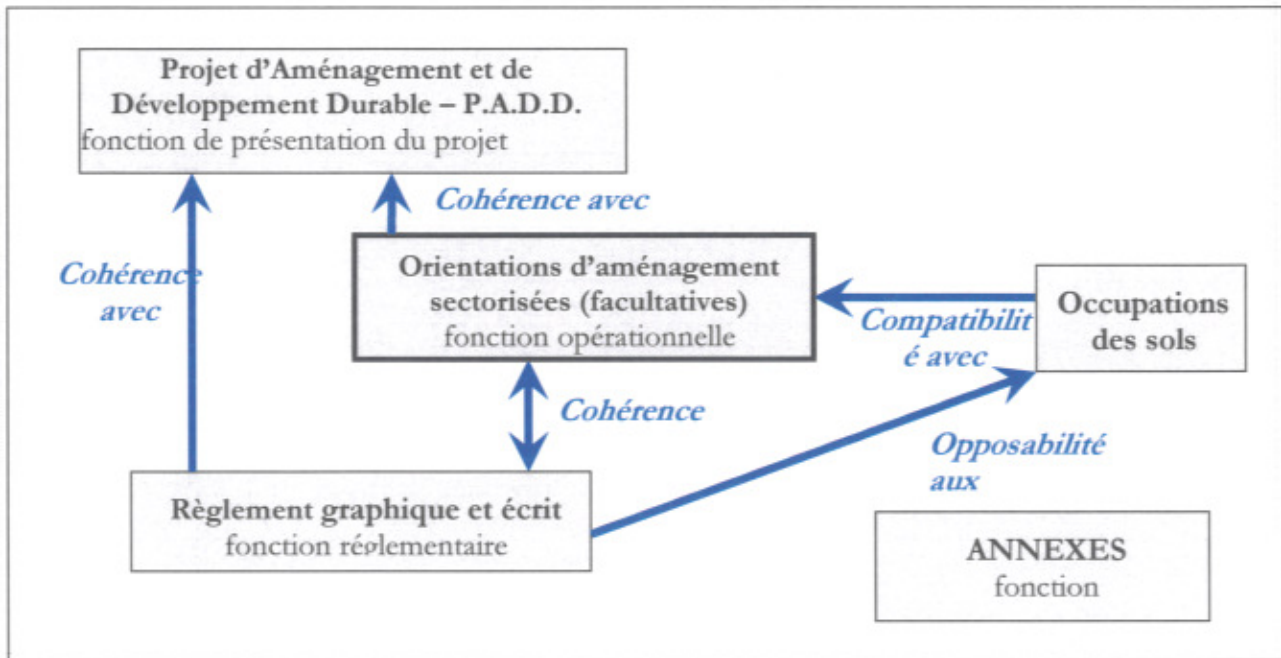 Projet d'Aménagement et de
Développement Durable – P.A.D.D.
fonction de présentation du projet
Cohérence avec
Cohérence
avec
Orientations d'aménagement
sectorisées (facultatives)
fonction opérationnelle
Compatibilit
é avec
Occupations
des sols
Cohérence
Opposabilité
aux
Règlement graphique et écrit
fonction réglementaire
ANNEXES
fonction